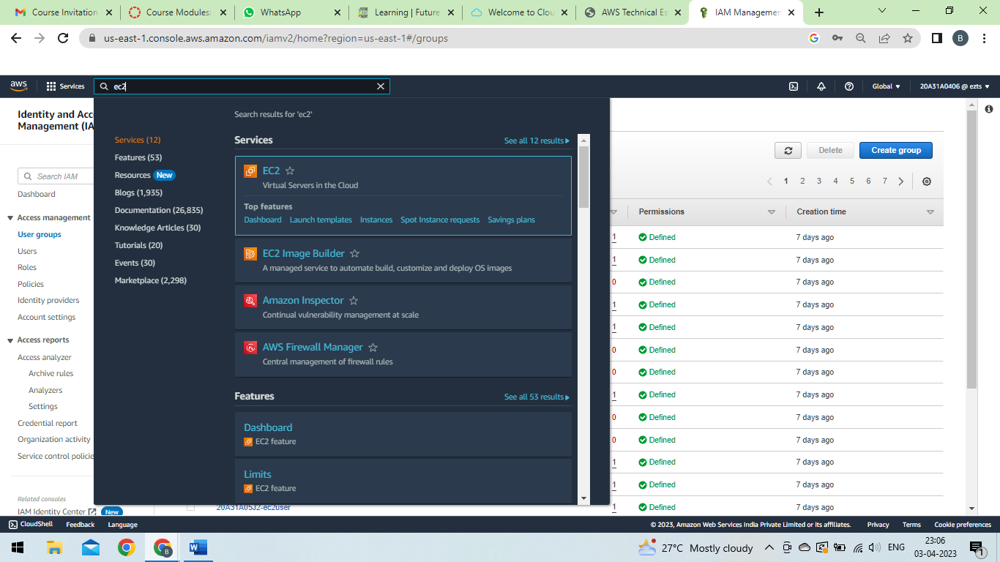 Course Invitation
Course Modules:
WhatsApp
Learning | Future
Welcome to Clou
AWS Technical Es
IAM Managemen
us-east-1.console.aws.amazon.com/iamv2/home?region=us-east-1#/groups
B
aws
Services
ec2
Global
20A31A0406 @ ezts
Identity and Acc
Management (IA
Search IAM
Dashboard
Access management
User groups
Users
Roles
Policies
Identity providers
Account settings
Access reports
Access analyzer
Archive rules
Analyzers
Settings
Credential report
Organization activity
Service control policie
Related consoles
IAM Identity Center
New
Search results for 'ec2'
Services (12)
Features (53)
Resources New
Blogs (1,935)
Documentation (26,835)
Knowledge Articles (30)
Tutorials (20)
Events (30)
Marketplace (2,298)
Services
See all 12 results
EC2
Virtual Servers in the Cloud
Top features
Dashboard Launch templates Instances Spot Instance requests Savings plans
EC2 Image Builder
A managed service to automate build, customize and deploy OS images
Amazon Inspector
Continual vulnerability management at scale
AWS Firewall Manager
Central management of firewall rules
Features
See all 53 results
Dashboard
EC2 feature
Limits
EC2 feature
20A31A05J2-ec2user
Delete
Create group
1 2 3 4 5 6 7
Permissions Creation time
1 Defined 7 days ago
1 Defined 7 days ago
0 Defined 7 days ago
1 Defined 7 days ago
1 Defined 7 days ago
0 Defined 7 days ago
0 Defined 7 days ago
1 Defined 7 days ago
0 Defined 7 days ago
0 Defined 7 days ago
1 Defined 7 days ago
1 Defined 7 days ago
1 Defined 7 days ago
CloudShell Feedback Language
© 2023, Amazon Web Services India Private Limited or its affiliates. Privacy Terms Cookie preferences
B
W
27°C Mostly cloudy
ENG
23:06
03-04-2023
1